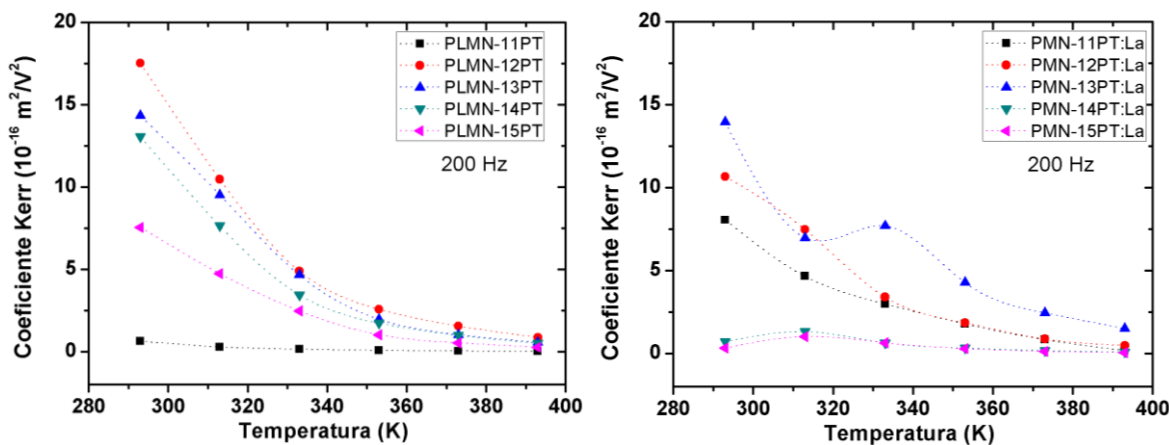 20
15
10
5
0
Coeficiente Kerr (10⁻¹⁶ m²/V²)
PLMN-11PT
PLMN-12PT
PLMN-13PT
PLMN-14PT
PLMN-15PT
200 Hz
280 300 320 340 360 380 400
Temperatura (K)
20
15
10
5
0
Coeficiente Kerr (10⁻¹⁶ m²/V²)
PMN-11PT:La
PMN-12PT:La
PMN-13PT:La
PMN-14PT:La
PMN-15PT:La
200 Hz
280 300 320 340 360 380 400
Temperatura (K)